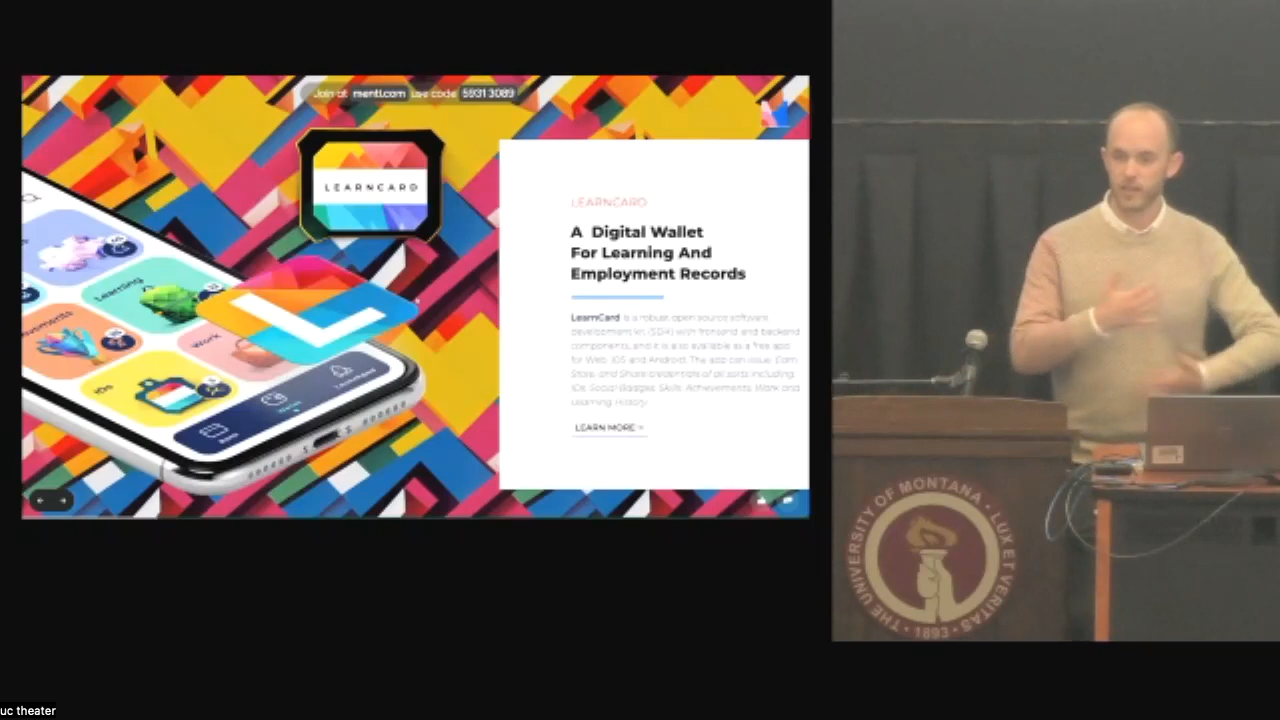 Join at menti.com use code 5931 3089
LEARNCARD
LEARNCARD
A Digital Wallet
For Learning And
Employment Records
LearnCard is a robust open source software
development kit (SDK) with frontend and backend
components, and it is also available as a free app
for Web, iOS and Android. The app can Issue, Earn,
Store, and Share credentials of all sorts including
IDs, Social Badges, Skills, Achievements, Work and
Learning History.
LEARN MORE
Learning
Work
IDs
Wallet
Launchpad
THE UNIVERSITY OF MONTANA · LUX ET VERITAS
1893
uc theater